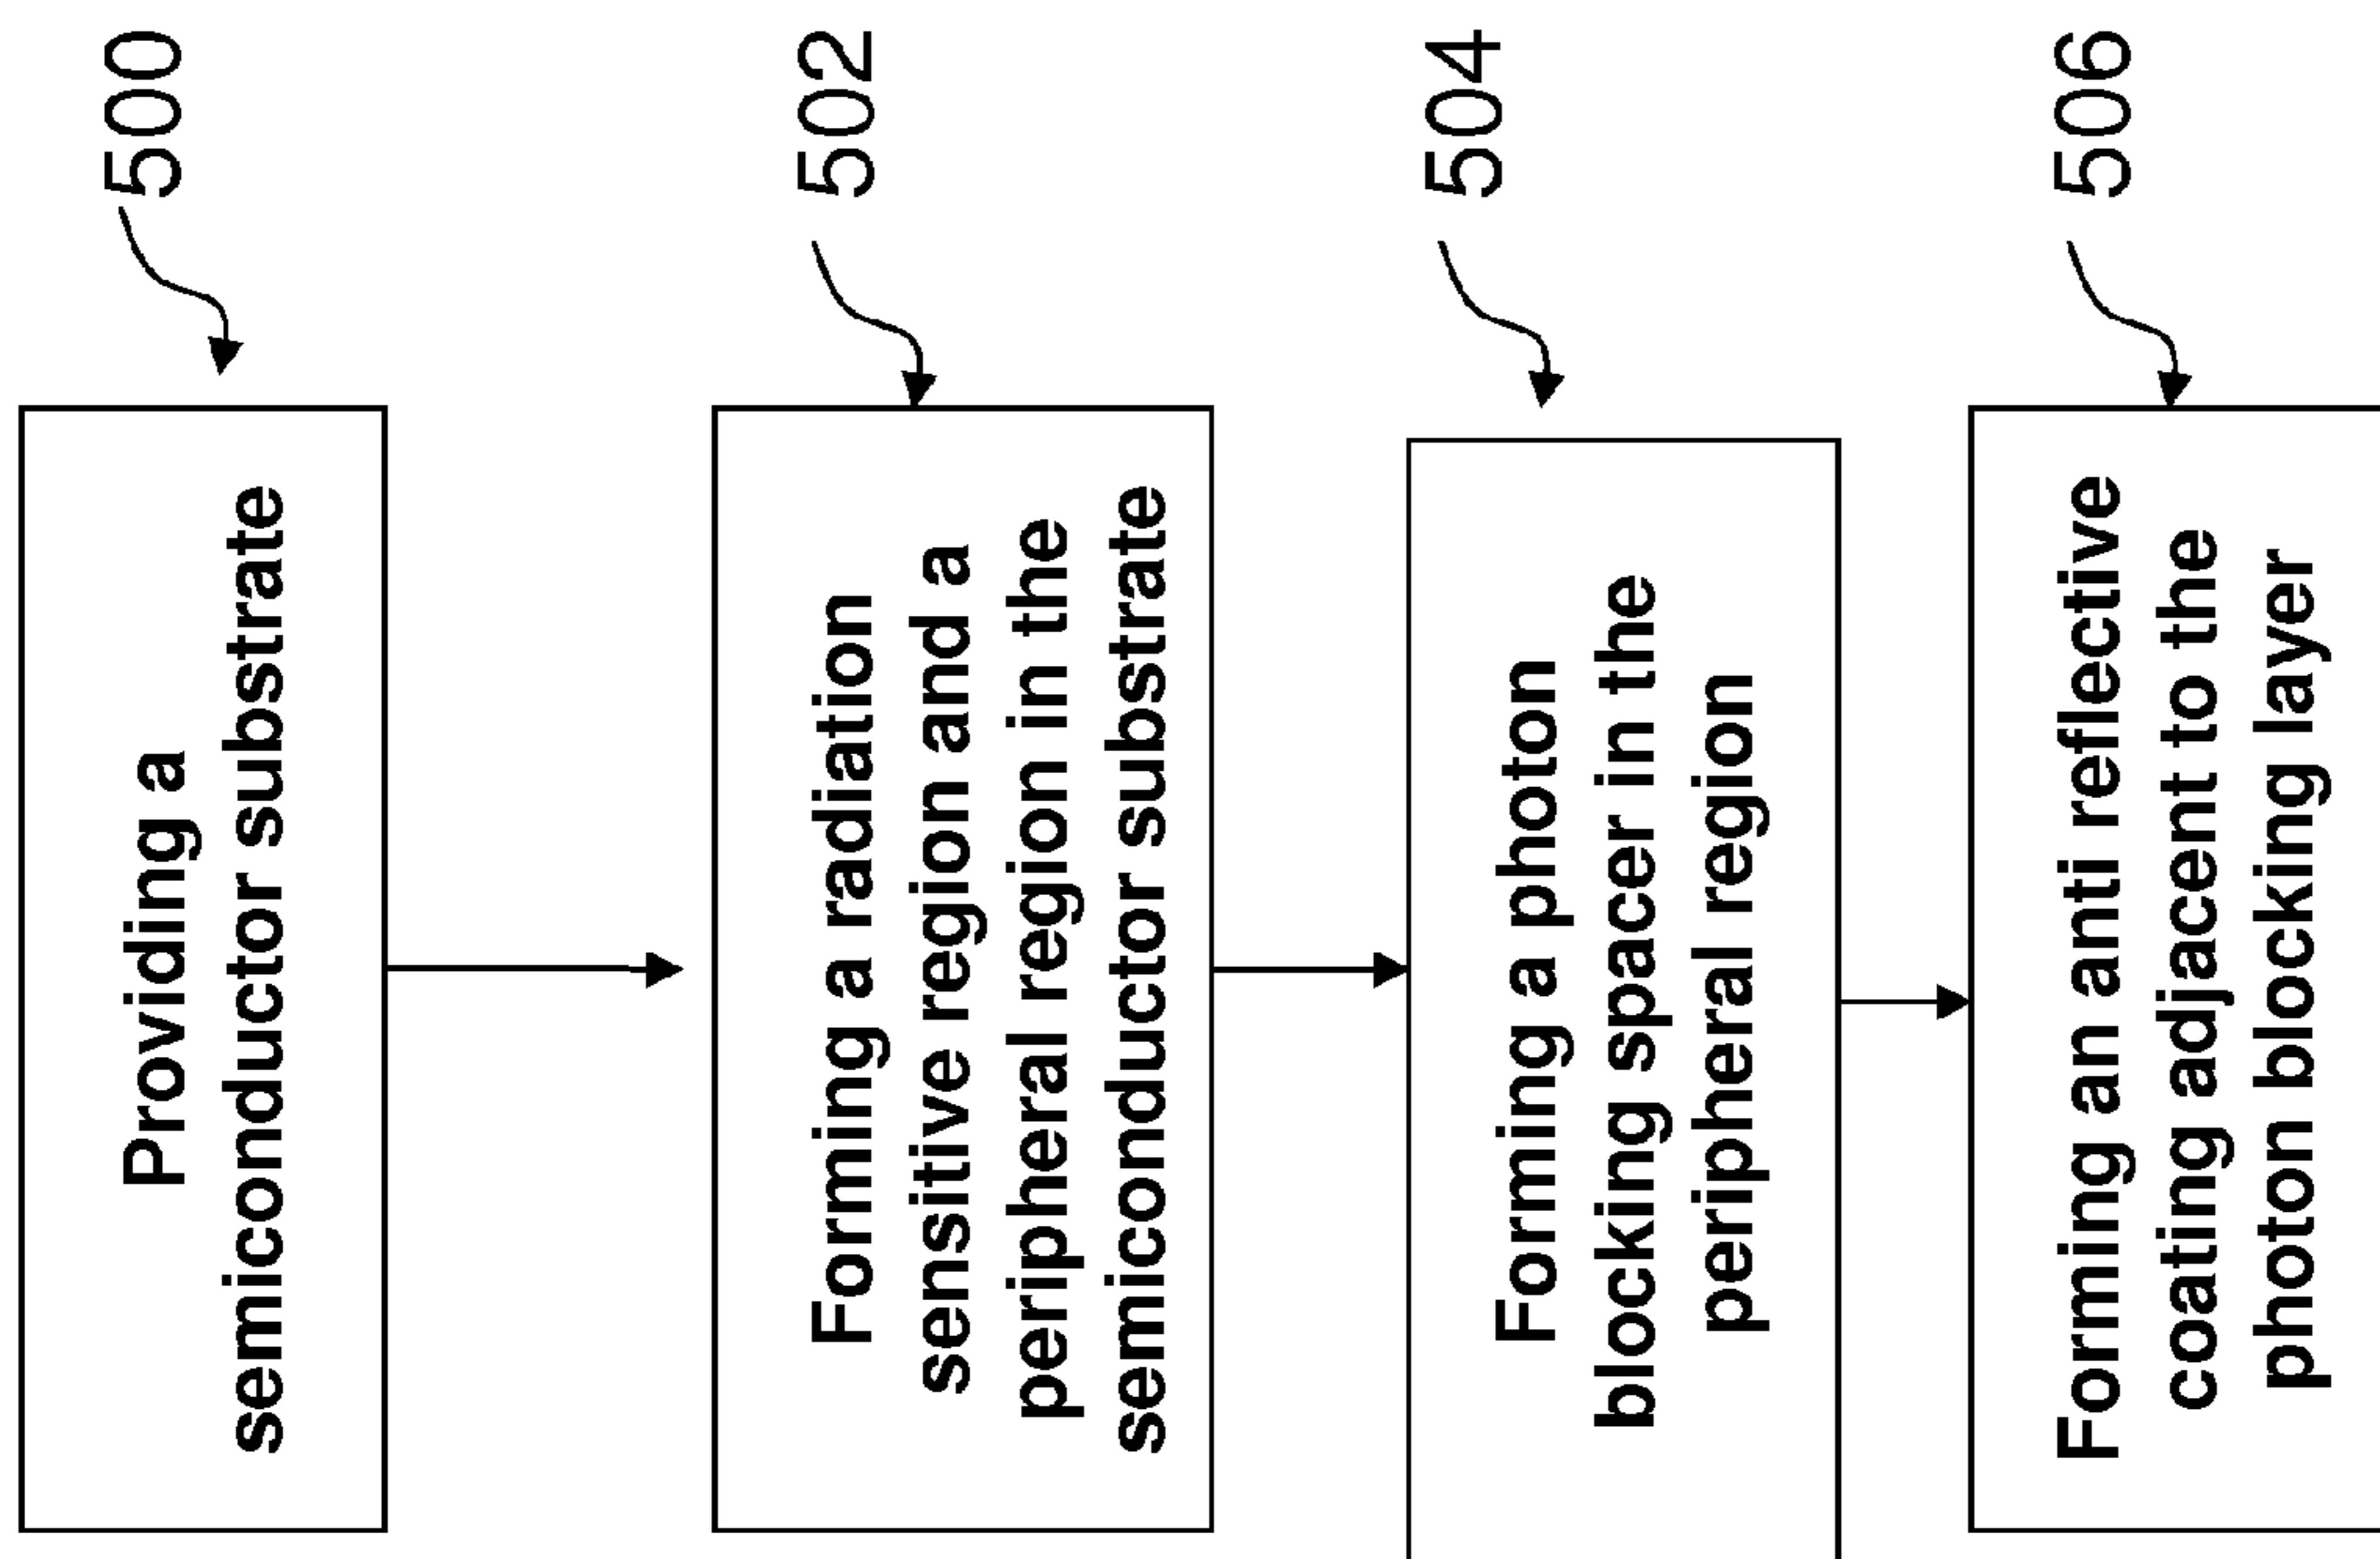 500
Providing a
semiconductor substrate
502
Forming a radiation
sensitive region and a
peripheral region in the
semiconductor substrate
504
Forming a photon
blocking spacer in the
peripheral region
506
Forming an anti reflective
coating adjacent to the
photon blocking layer